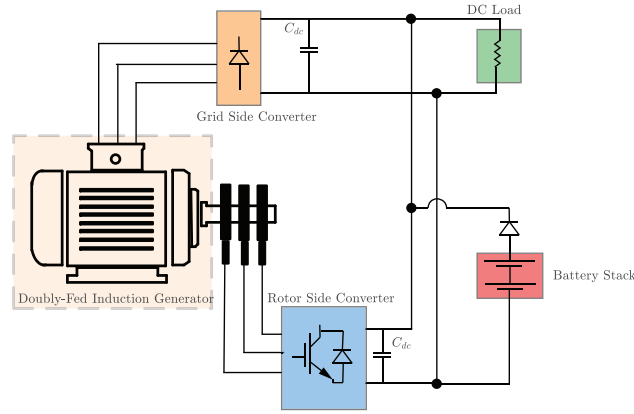 DC Load
C_dc
Grid Side Converter
Doubly-Fed Induction Generator
Rotor Side Converter
Battery Stack
C_dc